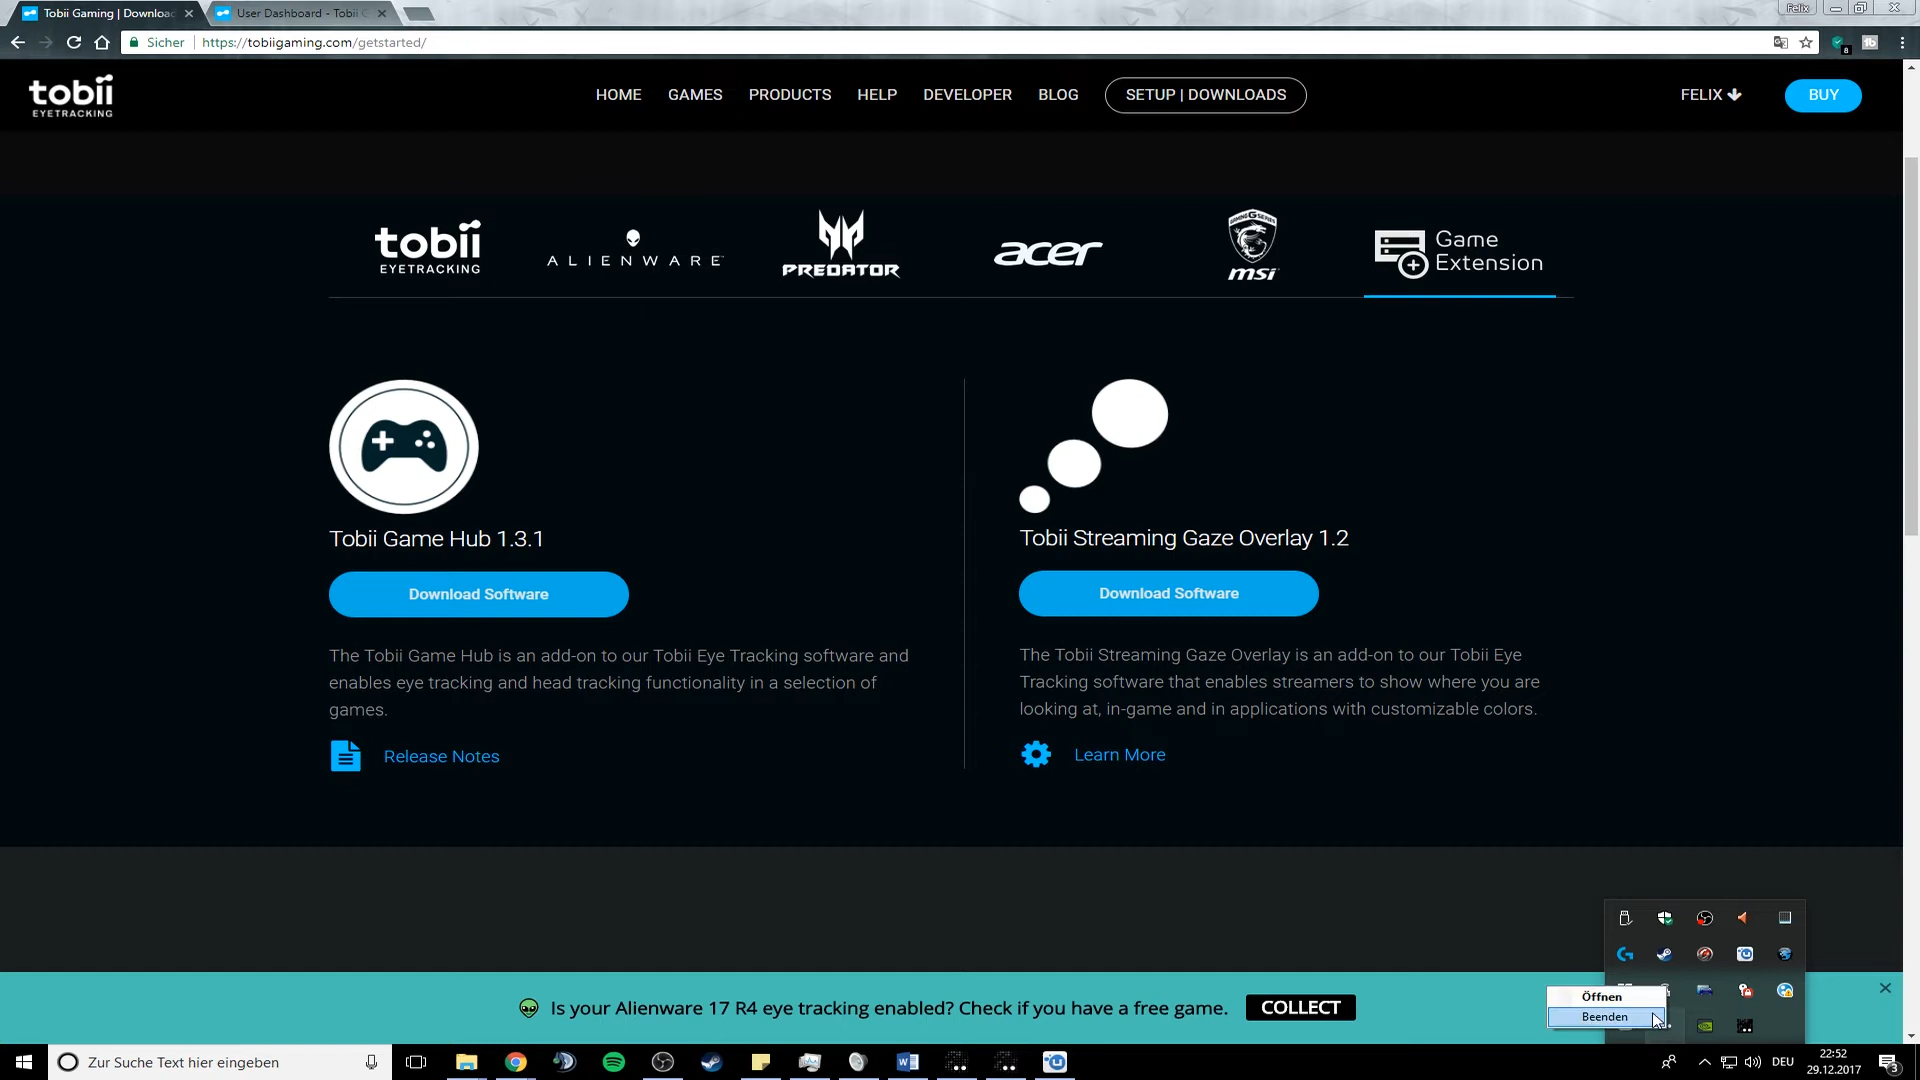 Tobii Gaming | Downloa
User Dashboard - Tobii G
Felix
Sicher
https://tobiigaming.com/getstarted/
8
tobii
EYETRACKING
HOME
GAMES
PRODUCTS
HELP
DEVELOPER
BLOG
SETUP | DOWNLOADS
FELIX
BUY
tobii
EYETRACKING
ALIENWARE
PREDATOR
acer
GAMING G SERIES
msi
Game
Extension
Tobii Game Hub 1.3.1
Download Software
The Tobii Game Hub is an add-on to our Tobii Eye Tracking software and
enables eye tracking and head tracking functionality in a selection of
games.
Release Notes
Tobii Streaming Gaze Overlay 1.2
Download Software
The Tobii Streaming Gaze Overlay is an add-on to our Tobii Eye
Tracking software that enables streamers to show where you are
looking at, in-game and in applications with customizable colors.
Learn More
Is your Alienware 17 R4 eye tracking enabled? Check if you have a free game.
COLLECT
Öffnen
Beenden
Zur Suche Text hier eingeben
DEU
22:52
29.12.2017
3